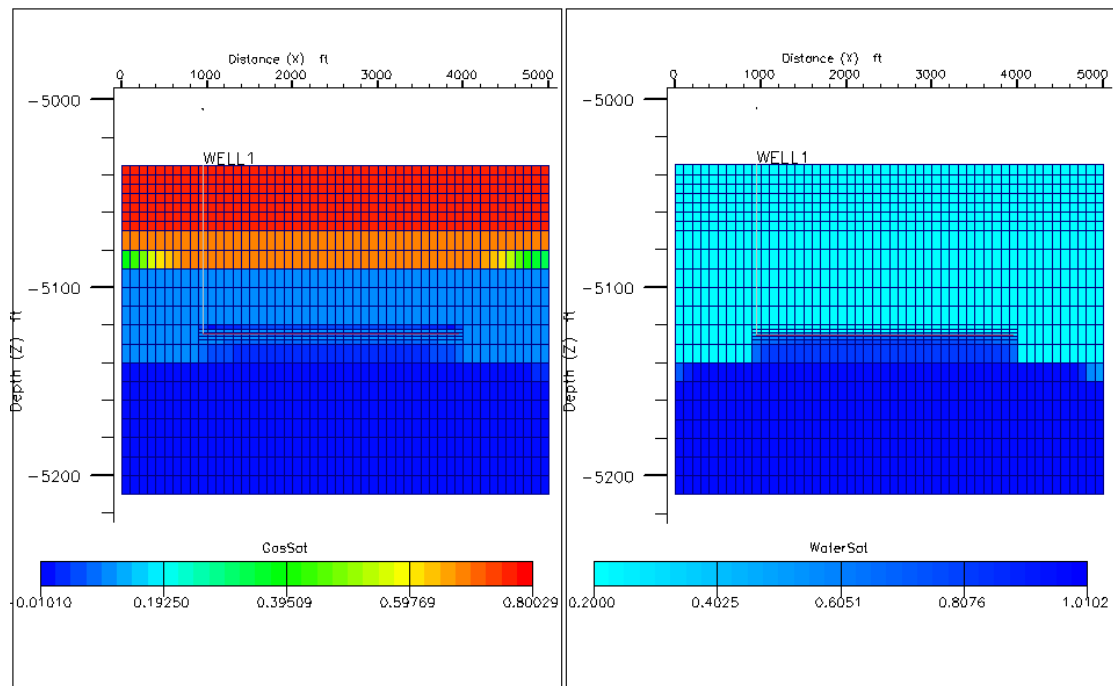 Distance (X) ft
0 1000 2000 3000 4000 5000
-5000
WELL1
-5100
Depth (Z) ft
-5200
GasSat
-0.01010 0.19250 0.39509 0.59769 0.80029
Distance (X) ft
0 1000 2000 3000 4000 5000
-5000
WELL1
-5100
Depth (Z) ft
-5200
WaterSat
0.2000 0.4025 0.6051 0.8076 1.0102